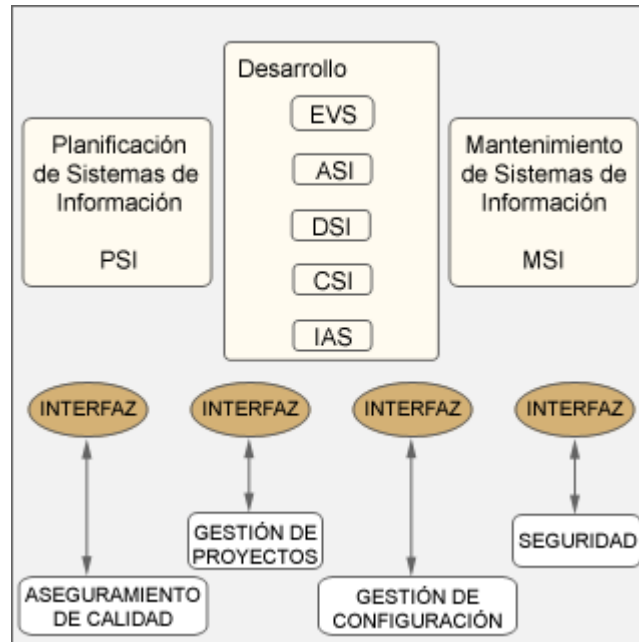 Desarrollo
EVS
ASI
DSI
CSI
IAS
Planificación
de Sistemas de
Información
PSI
Mantenimiento
de Sistemas de
Información
MSI
INTERFAZ
INTERFAZ
INTERFAZ
INTERFAZ
GESTIÓN DE
PROYECTOS
SEGURIDAD
ASEGURAMIENTO
DE CALIDAD
GESTIÓN DE
CONFIGURACIÓN